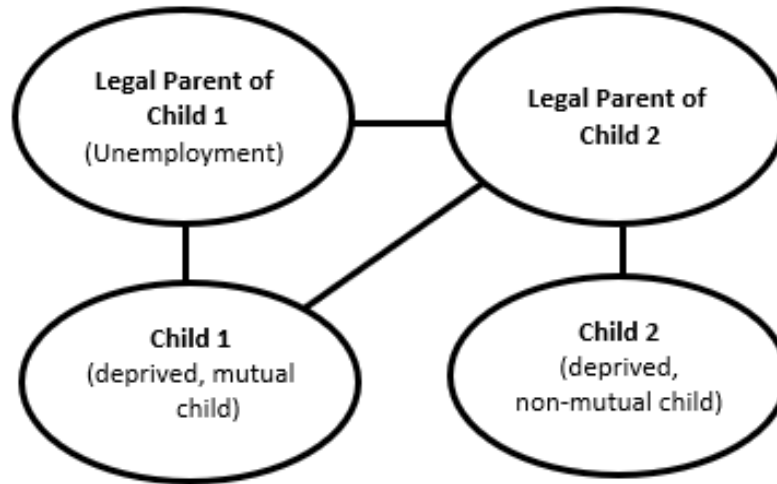 Legal Parent of
Child 1
(Unemployment)
Legal Parent of
Child 2
Child 1
(deprived, mutual
child)
Child 2
(deprived,
non-mutual child)